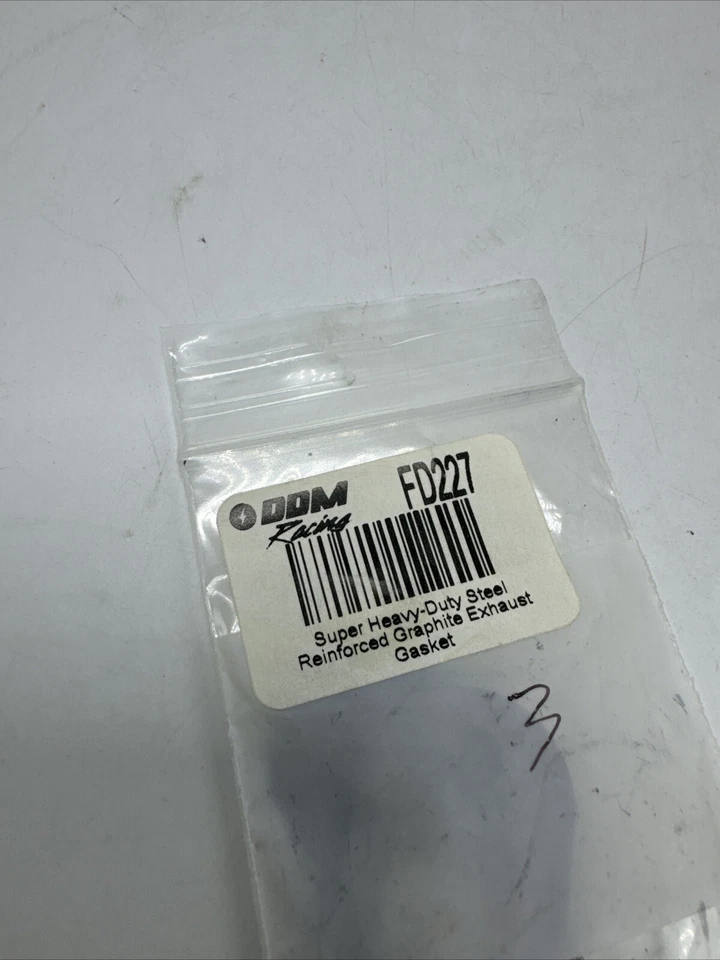 DDM FD227
Racing
Super Heavy-Duty Steel
Reinforced Graphite Exhaust
Gasket
3